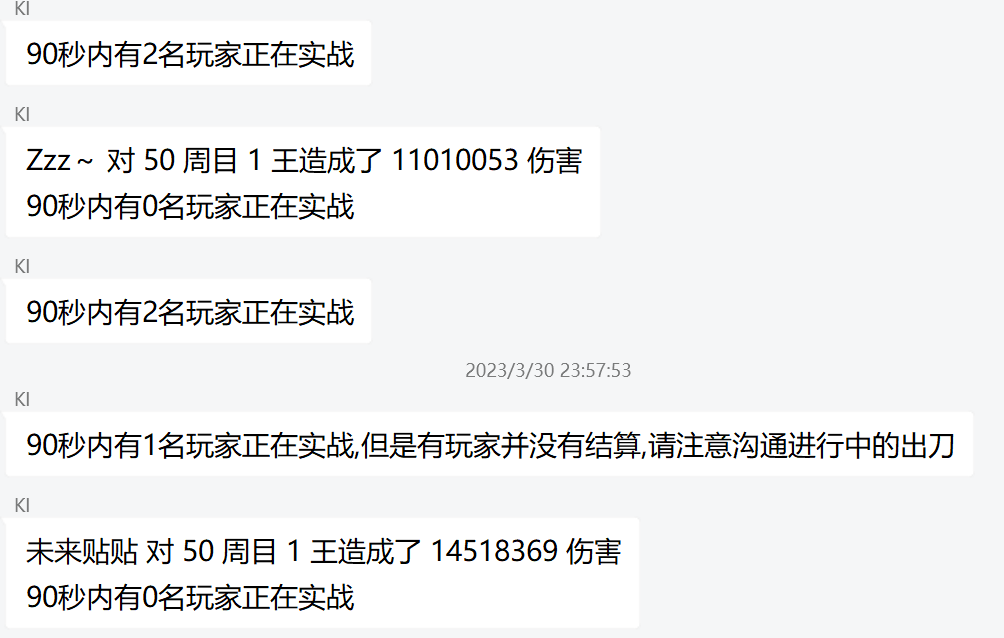 KI
90秒内有2名玩家正在实战
KI
Zzz～ 对 50 周目 1 王造成了 11010053 伤害
90秒内有0名玩家正在实战
KI
90秒内有2名玩家正在实战
2023/3/30 23:57:53
KI
90秒内有1名玩家正在实战,但是有玩家并没有结算,请注意沟通进行中的出刀
KI
未来贴贴 对 50 周目 1 王造成了 14518369 伤害
90秒内有0名玩家正在实战